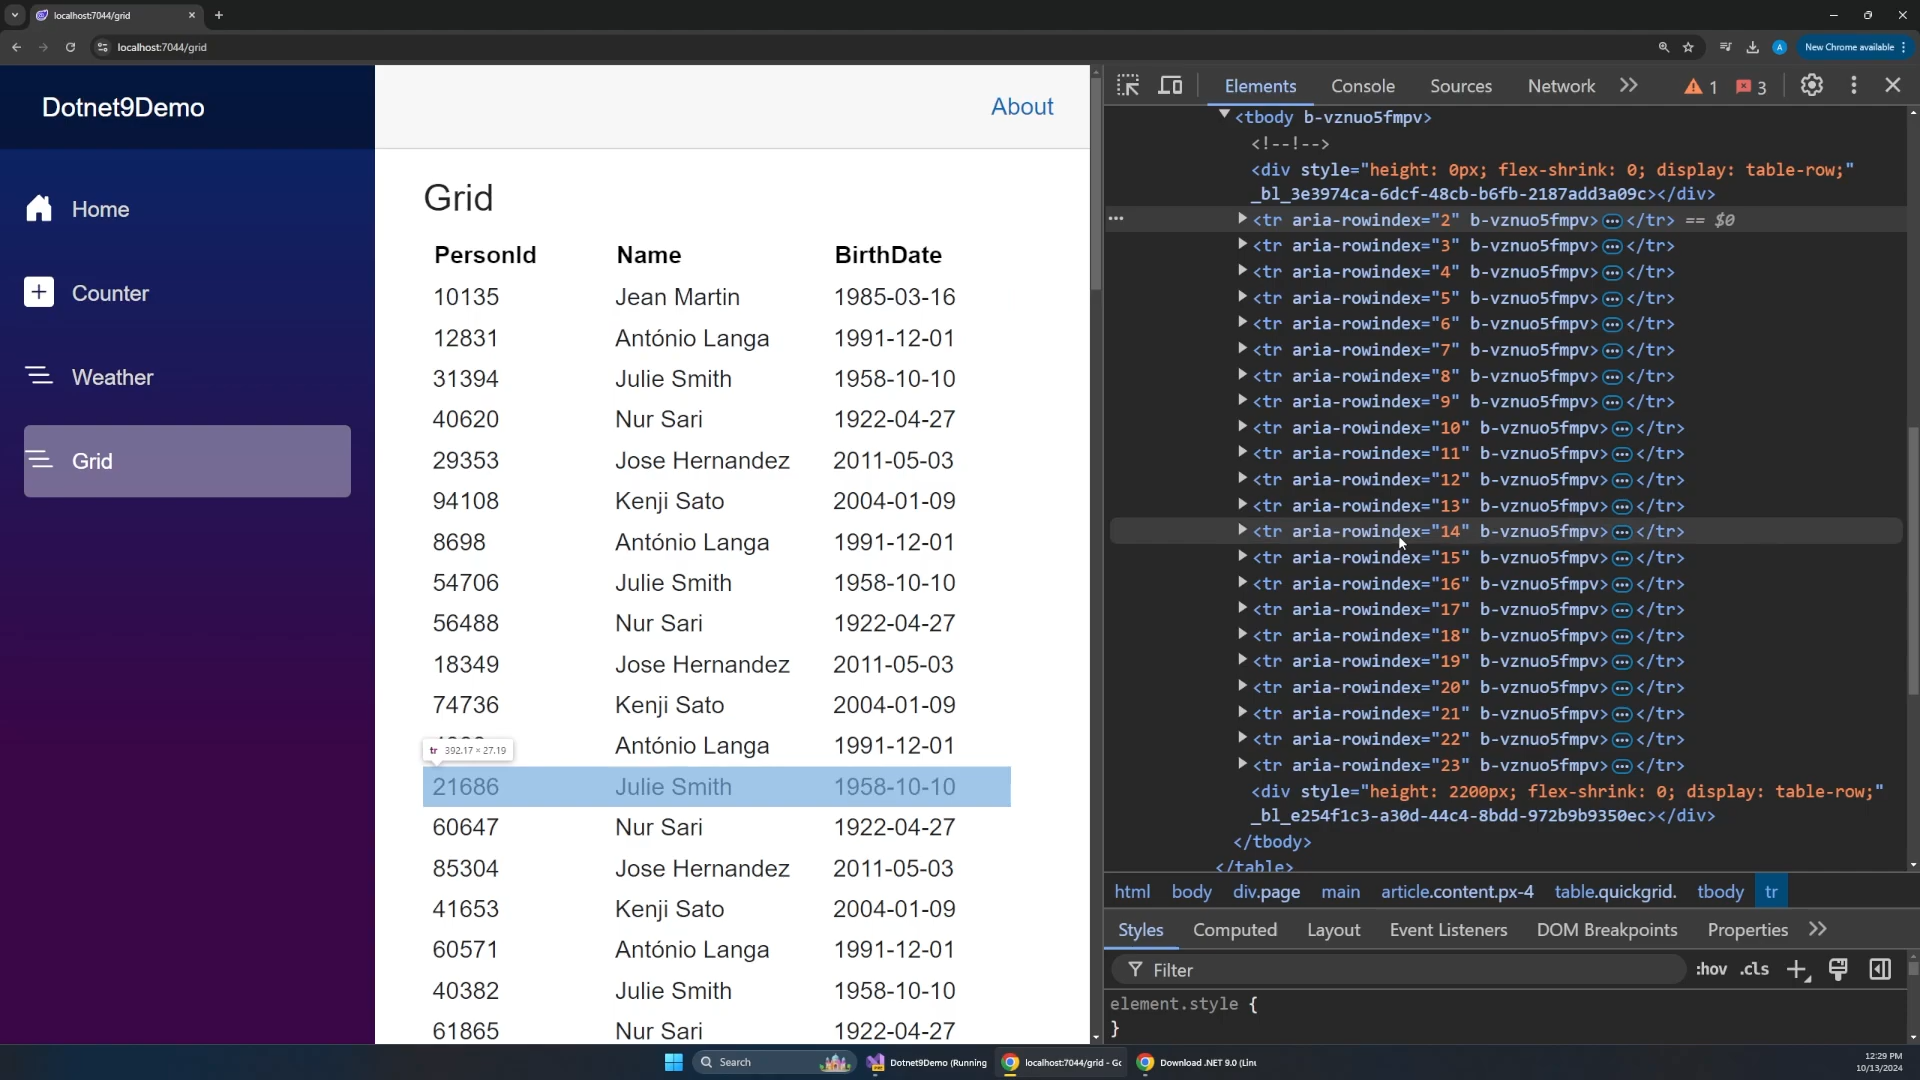 localhost:7044/grid
localhost:7044/grid
New Chrome available
A
Dotnet9Demo
Home
Counter
Weather
Grid
About
Grid
PersonId Name BirthDate
10135 Jean Martin 1985-03-16
12831 António Langa 1991-12-01
31394 Julie Smith 1958-10-10
40620 Nur Sari 1922-04-27
29353 Jose Hernandez 2011-05-03
94108 Kenji Sato 2004-01-09
8698 António Langa 1991-12-01
54706 Julie Smith 1958-10-10
56488 Nur Sari 1922-04-27
18349 Jose Hernandez 2011-05-03
74736 Kenji Sato 2004-01-09
António Langa 1991-12-01
tr 392.17 × 27.19
21686 Julie Smith 1958-10-10
60647 Nur Sari 1922-04-27
85304 Jose Hernandez 2011-05-03
41653 Kenji Sato 2004-01-09
60571 António Langa 1991-12-01
40382 Julie Smith 1958-10-10
61865 Nur Sari 1922-04-27
Elements Console Sources Network 1 3
<tbody b-vznuo5fmpv>
<!--!-->
<div style="height: 0px; flex-shrink: 0; display: table-row;"
_bl_3e3974ca-6dcf-48cb-b6fb-2187add3a09c></div>
<tr aria-rowindex="2" b-vznuo5fmpv>…</tr> == $0
<tr aria-rowindex="3" b-vznuo5fmpv>…</tr>
<tr aria-rowindex="4" b-vznuo5fmpv>…</tr>
<tr aria-rowindex="5" b-vznuo5fmpv>…</tr>
<tr aria-rowindex="6" b-vznuo5fmpv>…</tr>
<tr aria-rowindex="7" b-vznuo5fmpv>…</tr>
<tr aria-rowindex="8" b-vznuo5fmpv>…</tr>
<tr aria-rowindex="9" b-vznuo5fmpv>…</tr>
<tr aria-rowindex="10" b-vznuo5fmpv>…</tr>
<tr aria-rowindex="11" b-vznuo5fmpv>…</tr>
<tr aria-rowindex="12" b-vznuo5fmpv>…</tr>
<tr aria-rowindex="13" b-vznuo5fmpv>…</tr>
<tr aria-rowindex="14" b-vznuo5fmpv>…</tr>
<tr aria-rowindex="15" b-vznuo5fmpv>…</tr>
<tr aria-rowindex="16" b-vznuo5fmpv>…</tr>
<tr aria-rowindex="17" b-vznuo5fmpv>…</tr>
<tr aria-rowindex="18" b-vznuo5fmpv>…</tr>
<tr aria-rowindex="19" b-vznuo5fmpv>…</tr>
<tr aria-rowindex="20" b-vznuo5fmpv>…</tr>
<tr aria-rowindex="21" b-vznuo5fmpv>…</tr>
<tr aria-rowindex="22" b-vznuo5fmpv>…</tr>
<tr aria-rowindex="23" b-vznuo5fmpv>…</tr>
<div style="height: 2200px; flex-shrink: 0; display: table-row;"
_bl_e254f1c3-a30d-44c4-8bdd-972b9b9350ec></div>
</tbody>
</table>
html body div.page main article.content.px-4 table.quickgrid. tbody tr
Styles Computed Layout Event Listeners DOM Breakpoints Properties
Filter :hov .cls
element.style {
}
Search
Dotnet9Demo (Running
localhost:7044/grid - Go
Download .NET 9.0 (Linu
12:29 PM
10/13/2024